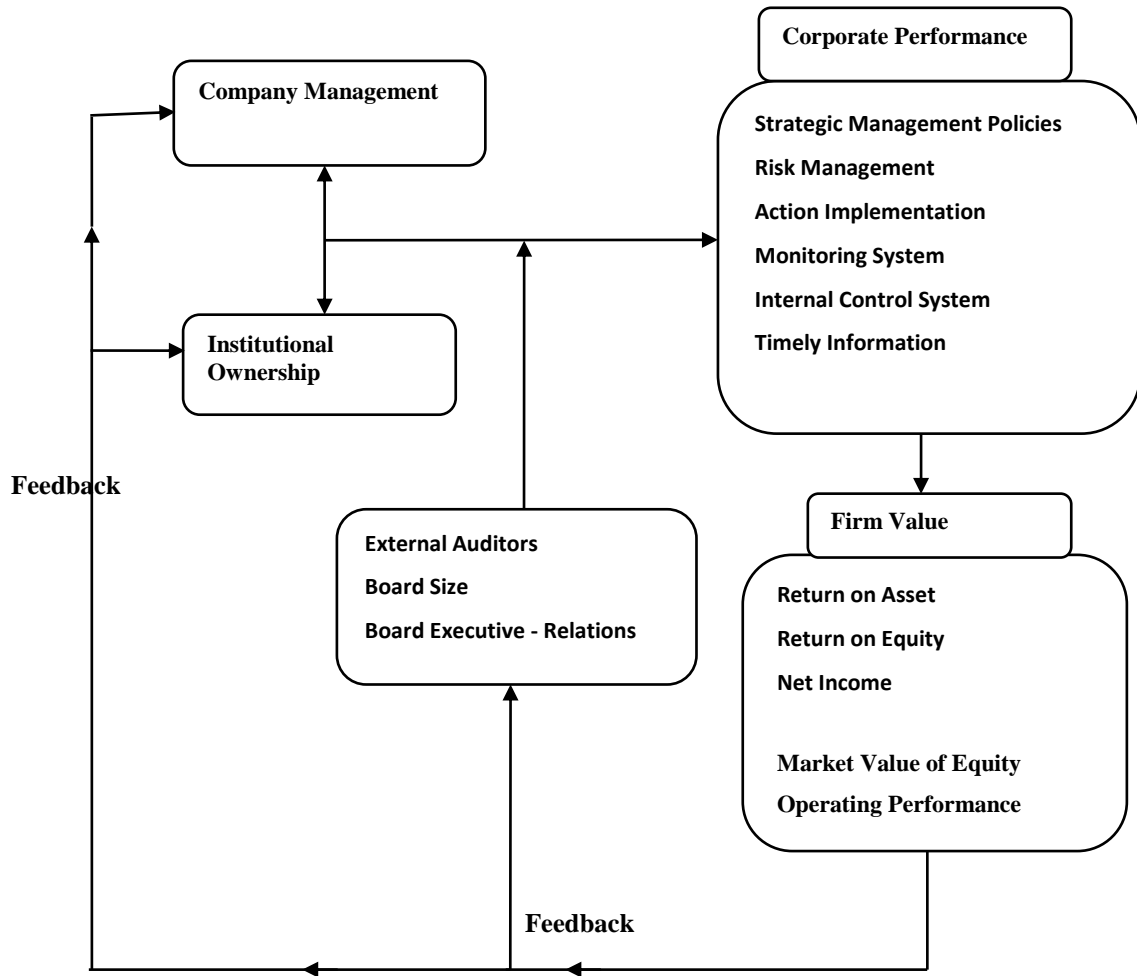 Corporate Performance
Company Management
Strategic Management Policies
Risk Management
Action Implementation
Monitoring System
Internal Control System
Timely Information
Institutional
Ownership
Feedback
External Auditors
Board Size
Board Executive - Relations
Firm Value
Return on Asset
Return on Equity
Net Income
Market Value of Equity
Operating Performance
Feedback